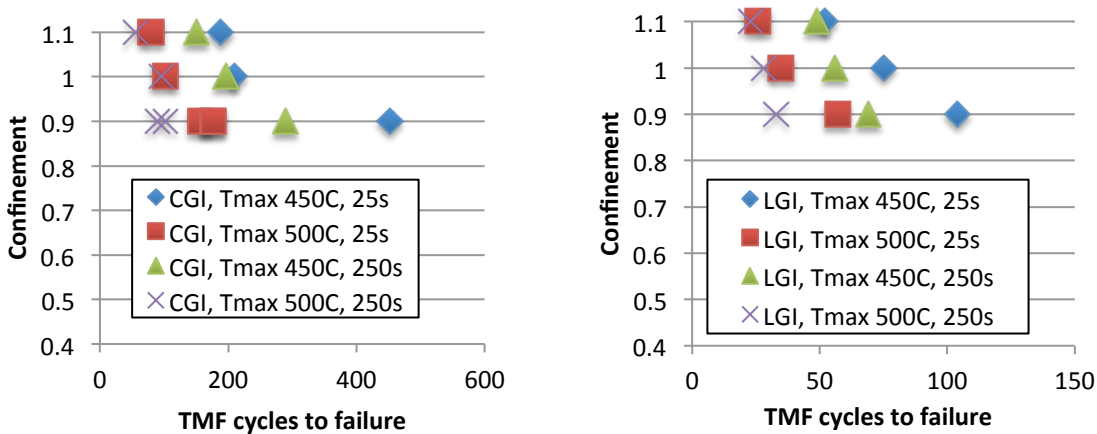 1.1
1
0.9
0.8
0.7
0.6
0.5
0.4
Confinement
CGI, Tmax 450C, 25s
CGI, Tmax 500C, 25s
CGI, Tmax 450C, 250s
CGI, Tmax 500C, 250s
0
200
400
600
TMF cycles to failure
1.1
1
0.9
0.8
0.7
0.6
0.5
0.4
Confinement
LGI, Tmax 450C, 25s
LGI, Tmax 500C, 25s
LGI, Tmax 450C, 250s
LGI, Tmax 500C, 250s
0
50
100
150
TMF cycles to failure